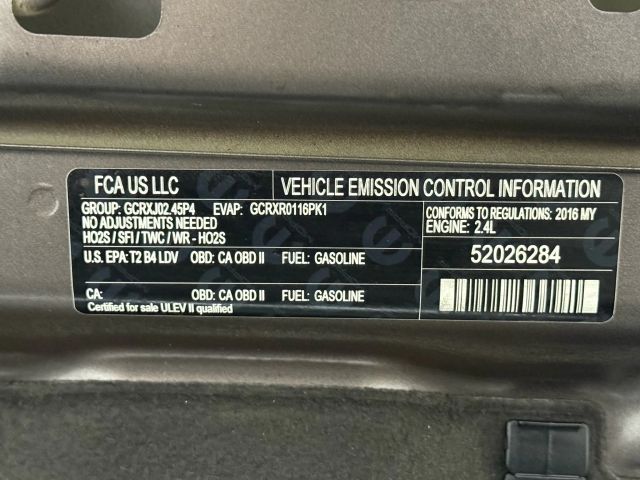 FCA US LLC
VEHICLE EMISSION CONTROL INFORMATION
GROUP: GCRXJ02.45P4 EVAP: GCRXR0116PK1
NO ADJUSTMENTS NEEDED
HO2S / SFI / TWC / WR - HO2S
CONFORMS TO REGULATIONS: 2016 MY
ENGINE: 2.4L
U.S. EPA: T2 B4 LDV OBD: CA OBD II FUEL: GASOLINE
52026284
CA: OBD: CA OBD II FUEL: GASOLINE
Certified for sale ULEV II qualified